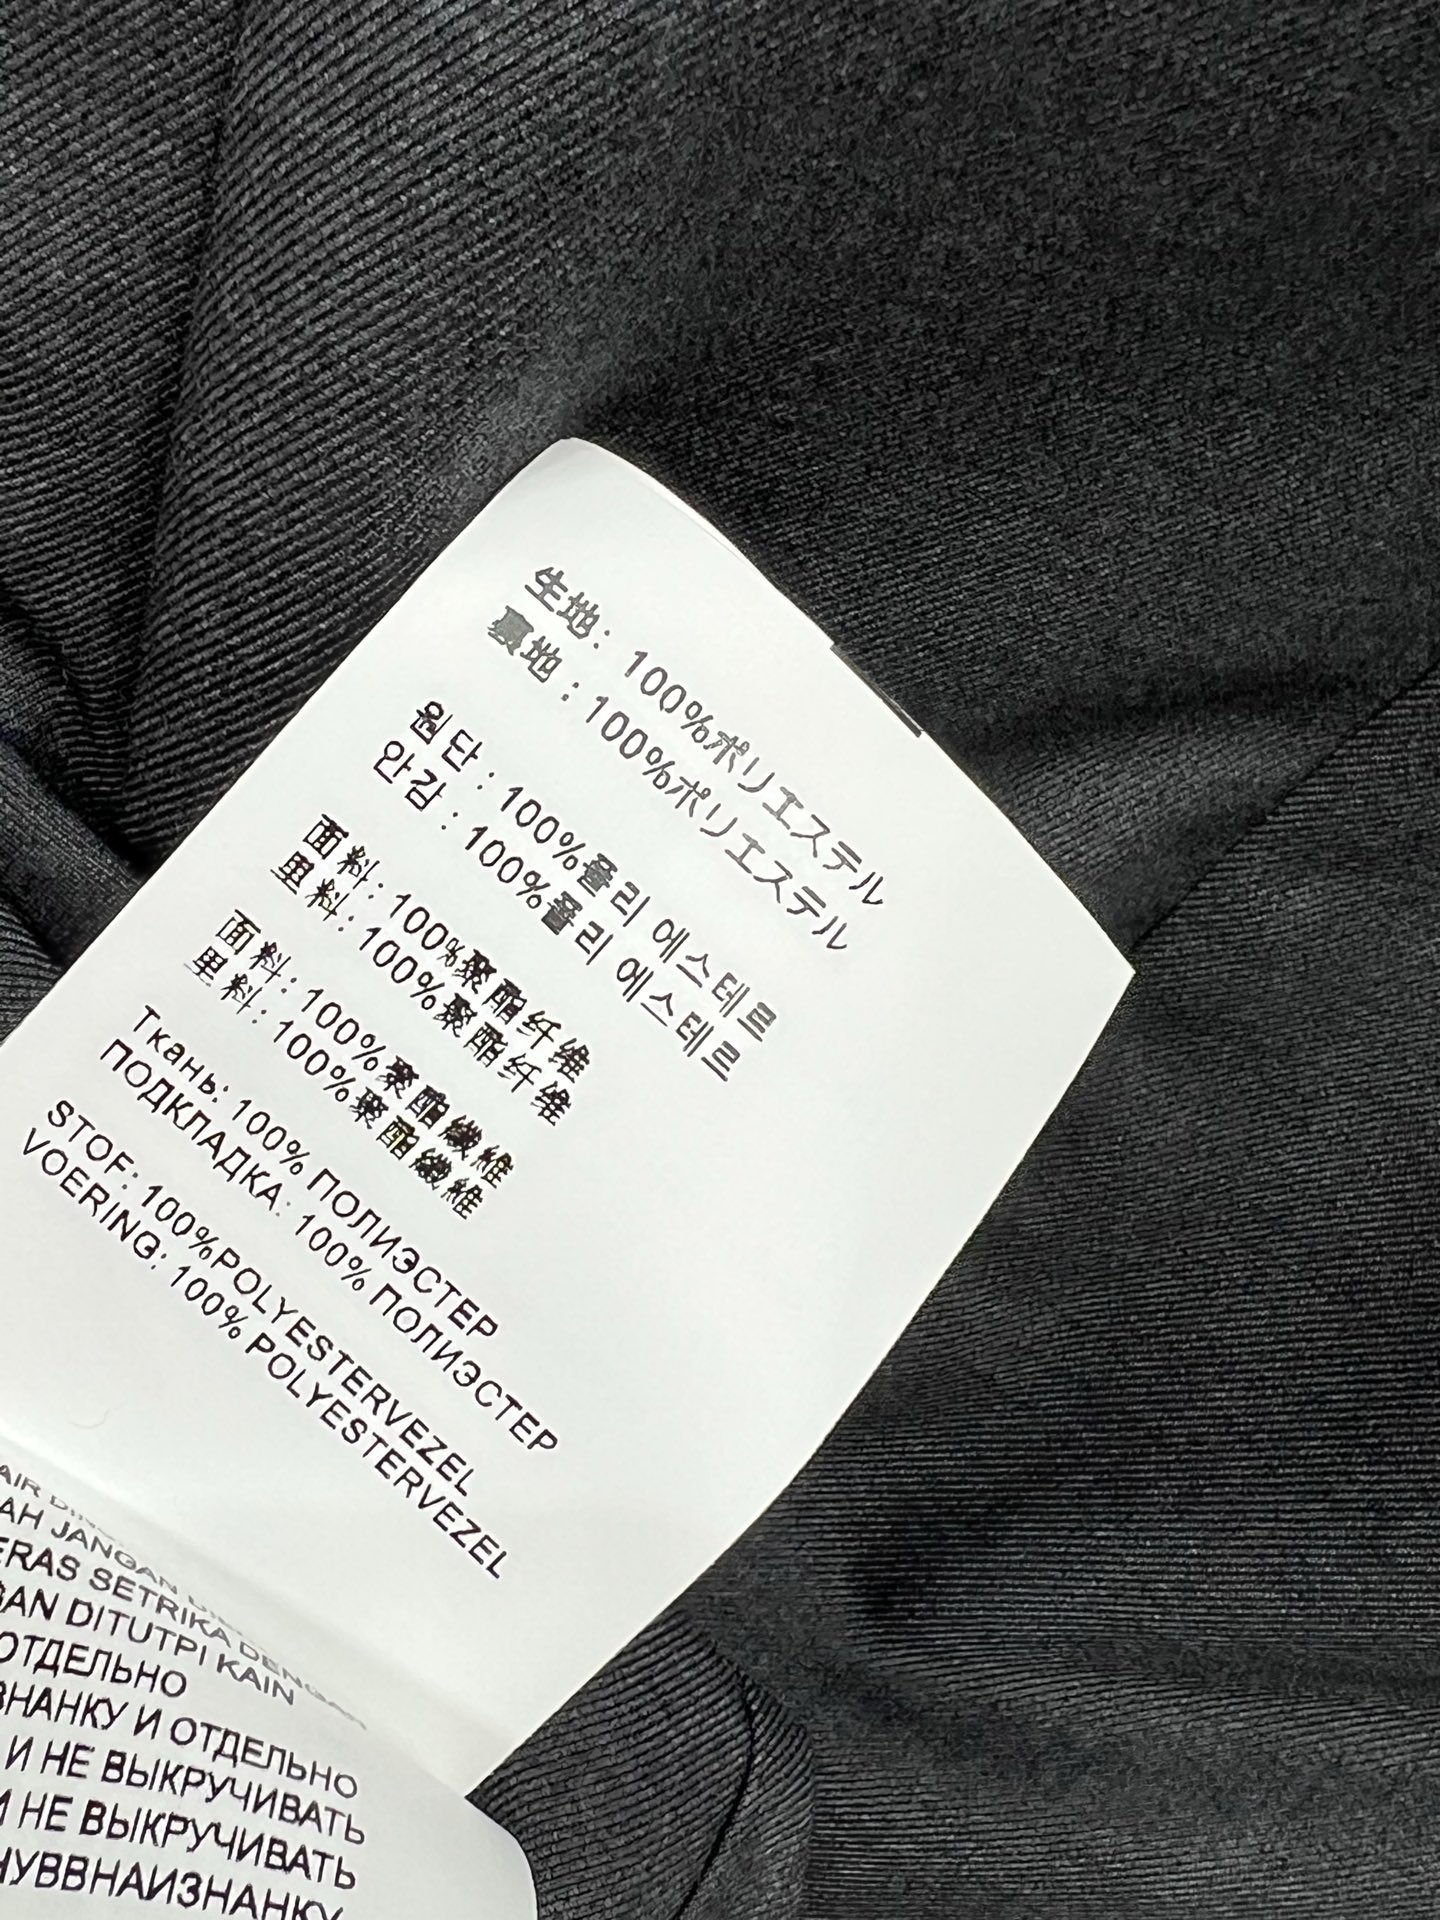 生地: 100%ポリエステル
裏地 : 100%ポリエステル
원단 : 100%폴리 에스테르
안감 : 100%폴리 에스테르
面料: 100%聚酯纤维
里料: 100%聚酯纤维
面料: 100%聚酯纖維
里料: 100%聚酯纖維
Ткань: 100% ПОЛИЭСТЕР
ПОДКЛАДКА: 100% ПОЛИЭСТЕР
STOF: 100%POLYESTERVEZEL
VOERING: 100% POLYESTERVEZEL
AIR
AH JANGAN
ERAS SETRIKA DENGAN
DITUTPI KAIN
ОТДЕЛЬНО
И ОТДЕЛЬНО
И НЕ ВЫКРУЧИВАТЬ
И НЕ ВЫКРУЧИВАТЬ